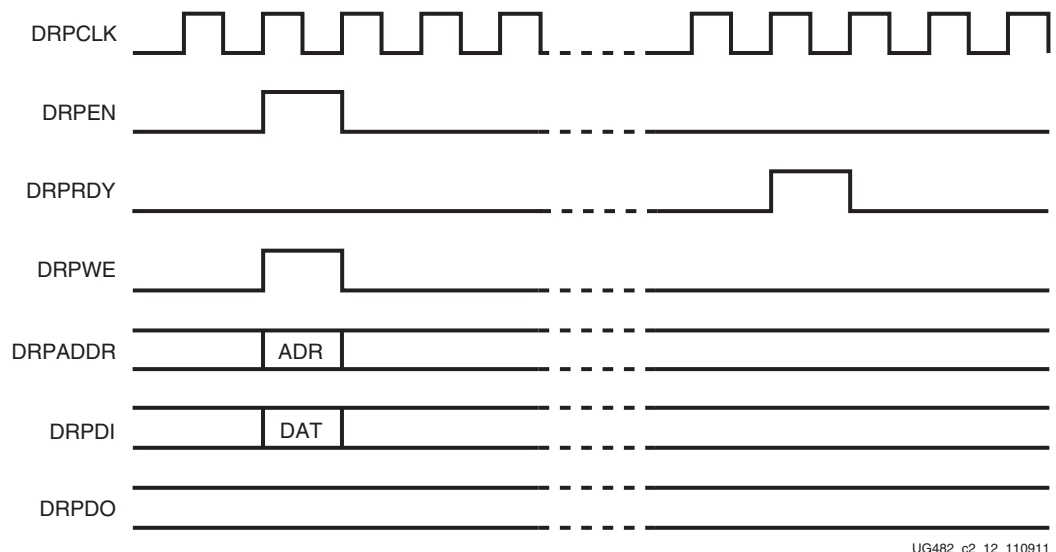 DRPCLK
DRPEN
DRPRDY
DRPWE
DRPADDR
ADR
DRPDI
DAT
DRPDO
UG482_c2_12_110911